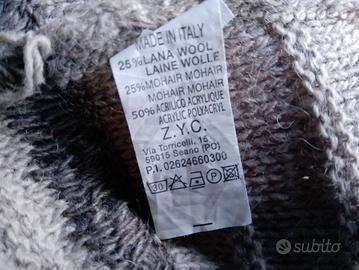 MADE IN ITALY
25% LANA WOOL
LAINE WOLLE
25% MOHAIR MOHAIR
MOHAIR MOHAIR
50% ACRILICO ACRYLIQUE
ACRYLIC POLYACRYL
Z.Y.C.
Via Torricelli, 15
59015 Seano (PO)
P.I. 02624660300
30 P
subito